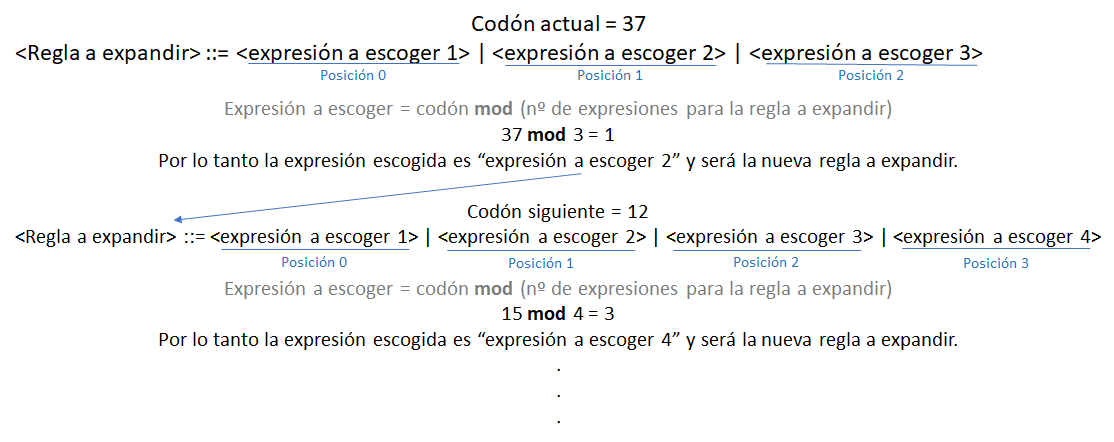 Codón actual = 37
<Regla a expandir> ::= <expresión a escoger 1> | <expresión a escoger 2> | <expresión a escoger 3>
Posición 0 Posición 1 Posición 2
Expresión a escoger = codón mod (nº de expresiones para la regla a expandir)
37 mod 3 = 1
Por lo tanto la expresión escogida es “expresión a escoger 2” y será la nueva regla a expandir.
Codón siguiente = 12
<Regla a expandir> ::= <expresión a escoger 1> | <expresión a escoger 2> | <expresión a escoger 3> | <expresión a escoger 4>
Posición 0 Posición 1 Posición 2 Posición 3
Expresión a escoger = codón mod (nº de expresiones para la regla a expandir)
15 mod 4 = 3
Por lo tanto la expresión escogida es “expresión a escoger 4” y será la nueva regla a expandir.
.
.
.